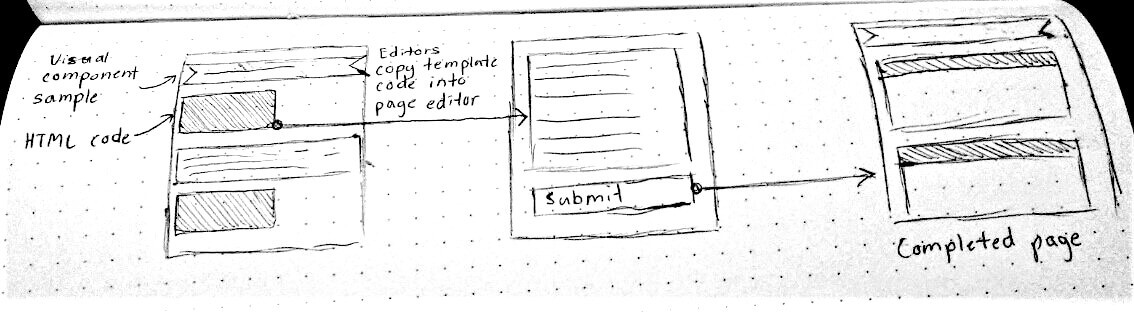 Visual
component
sample
HTML code
Editors
copy template
code into
page editor
Submit
Completed page